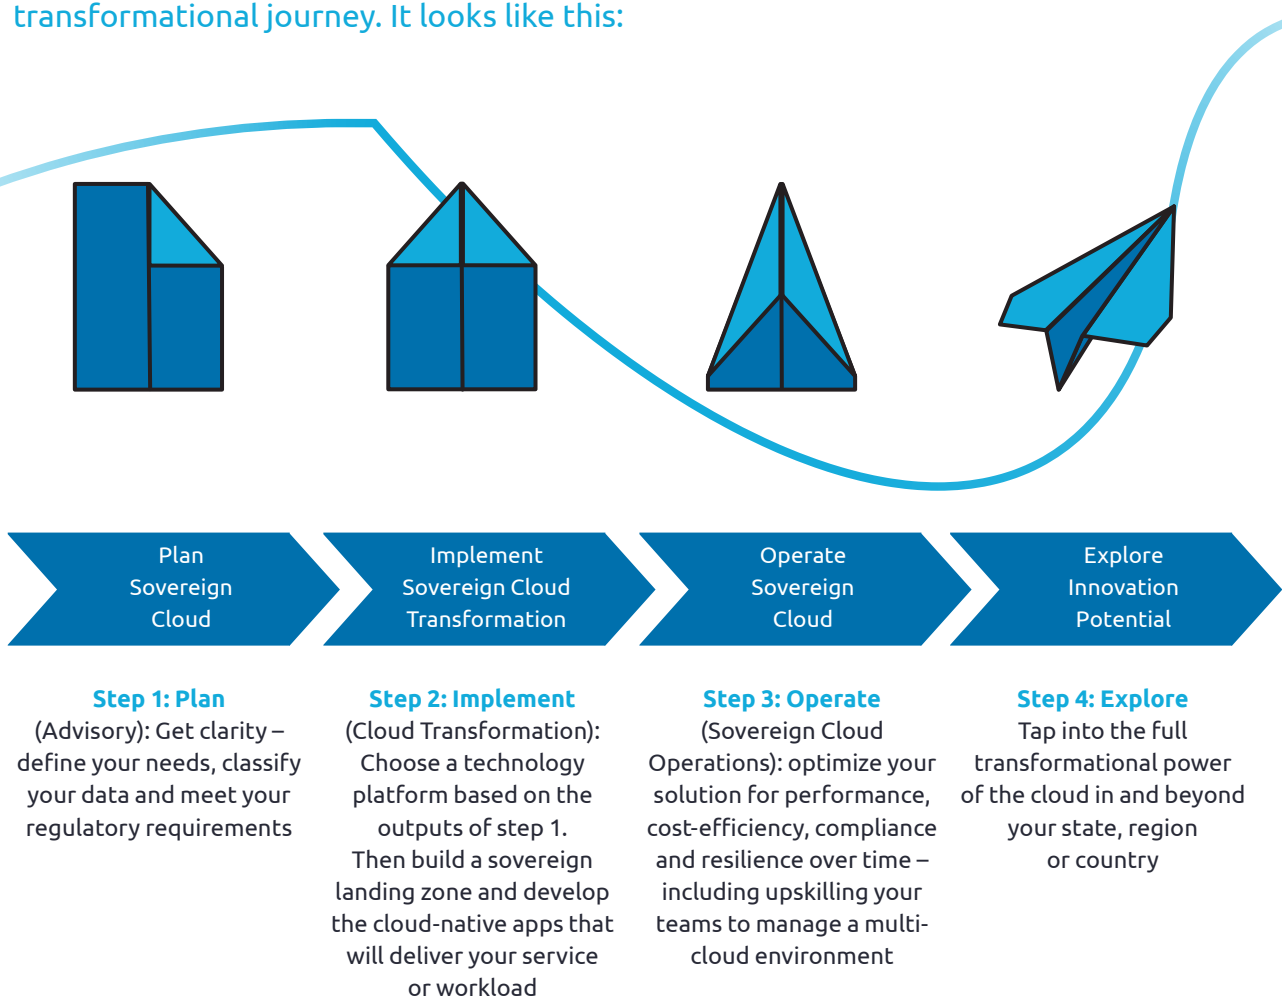 transformational journey. It looks like this:
Plan
Sovereign
Cloud
Implement
Sovereign Cloud
Transformation
Operate
Sovereign
Cloud
Explore
Innovation
Potential
Step 1: Plan
(Advisory): Get clarity –
define your needs, classify
your data and meet your
regulatory requirements
Step 2: Implement
(Cloud Transformation):
Choose a technology
platform based on the
outputs of step 1.
Then build a sovereign
landing zone and develop
the cloud-native apps that
will deliver your service
or workload
Step 3: Operate
(Sovereign Cloud
Operations): optimize your
solution for performance,
cost-efficiency, compliance
and resilience over time –
including upskilling your
teams to manage a multi-
cloud environment
Step 4: Explore
Tap into the full
transformational power
of the cloud in and beyond
your state, region
or country